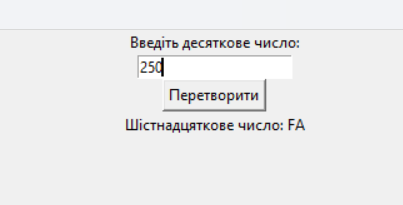 Введіть десяткове число:
250
Перетворити
Шістнадцяткове число: FA